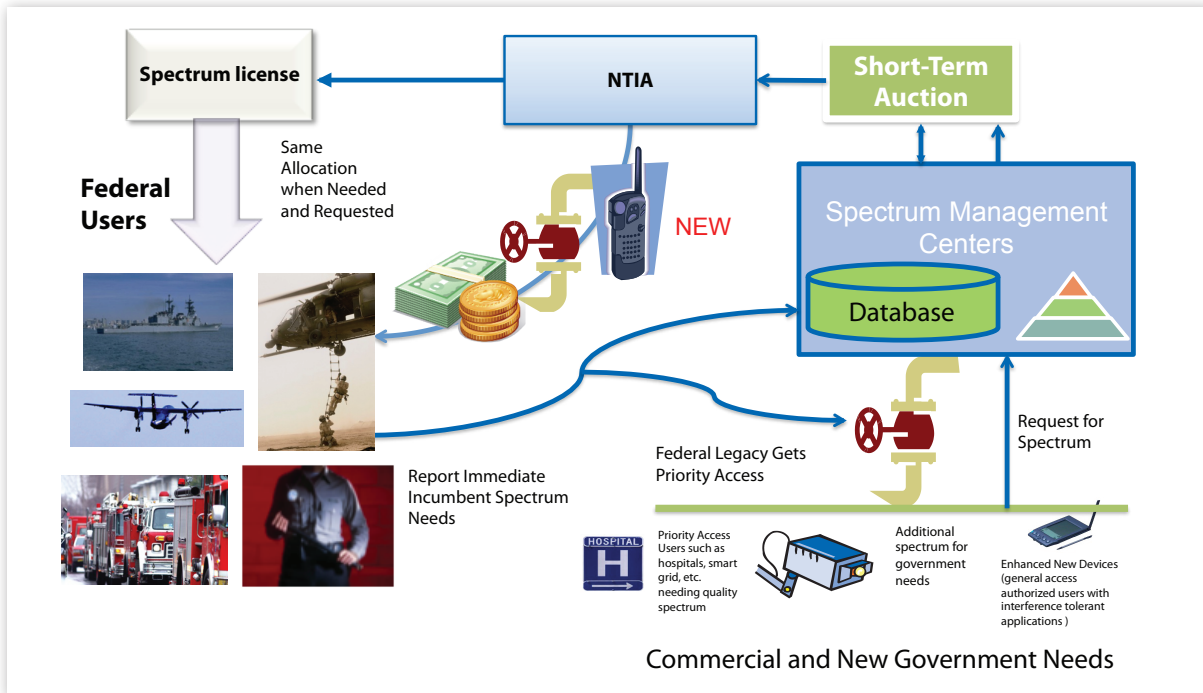 Spectrum license
NTIA
Short-Term
Auction
Same
Allocation
when Needed
and Requested
Federal
Users
NEW
Spectrum Management
Centers
Database
Request for
Spectrum
Federal Legacy Gets
Priority Access
Report Immediate
Incumbent Spectrum
Needs
HOSPITAL
H
Priority Access
Users such as
hospitals, smart
grid, etc.
needing quality
spectrum
Additional
spectrum for
government
needs
Enhanced New Devices
(general access
authorized users with
interference tolerant
applications )
Commercial and New Government Needs